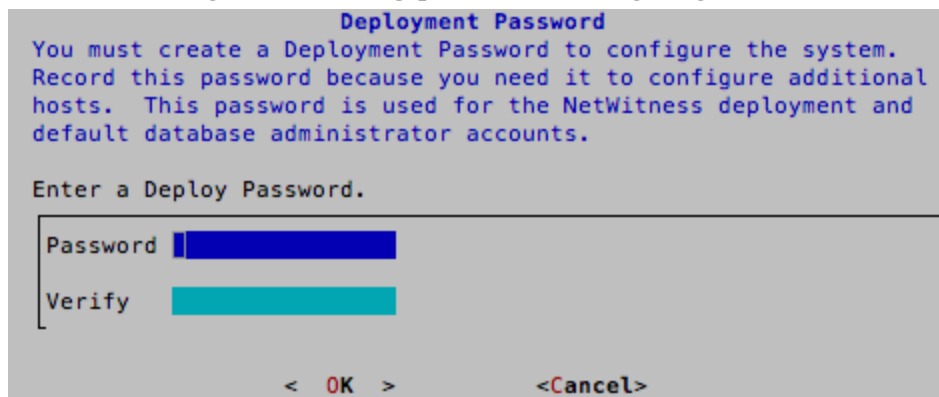 Deployment Password
You must create a Deployment Password to configure the system.
Record this password because you need it to configure additional
hosts.  This password is used for the NetWitness deployment and
default database administrator accounts.
Enter a Deploy Password.
Password
Verify
< OK >    <Cancel>